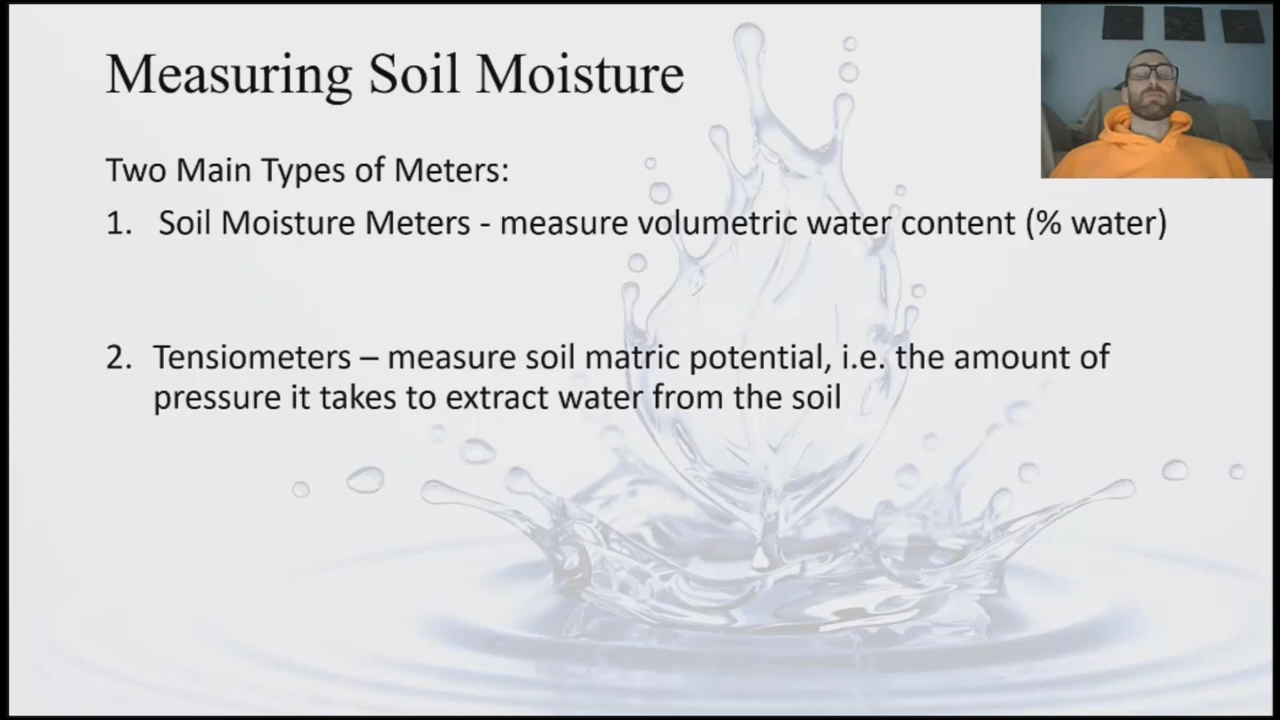 Measuring Soil Moisture
Two Main Types of Meters:
1. Soil Moisture Meters - measure volumetric water content (% water)
2. Tensiometers – measure soil matric potential, i.e. the amount of
pressure it takes to extract water from the soil